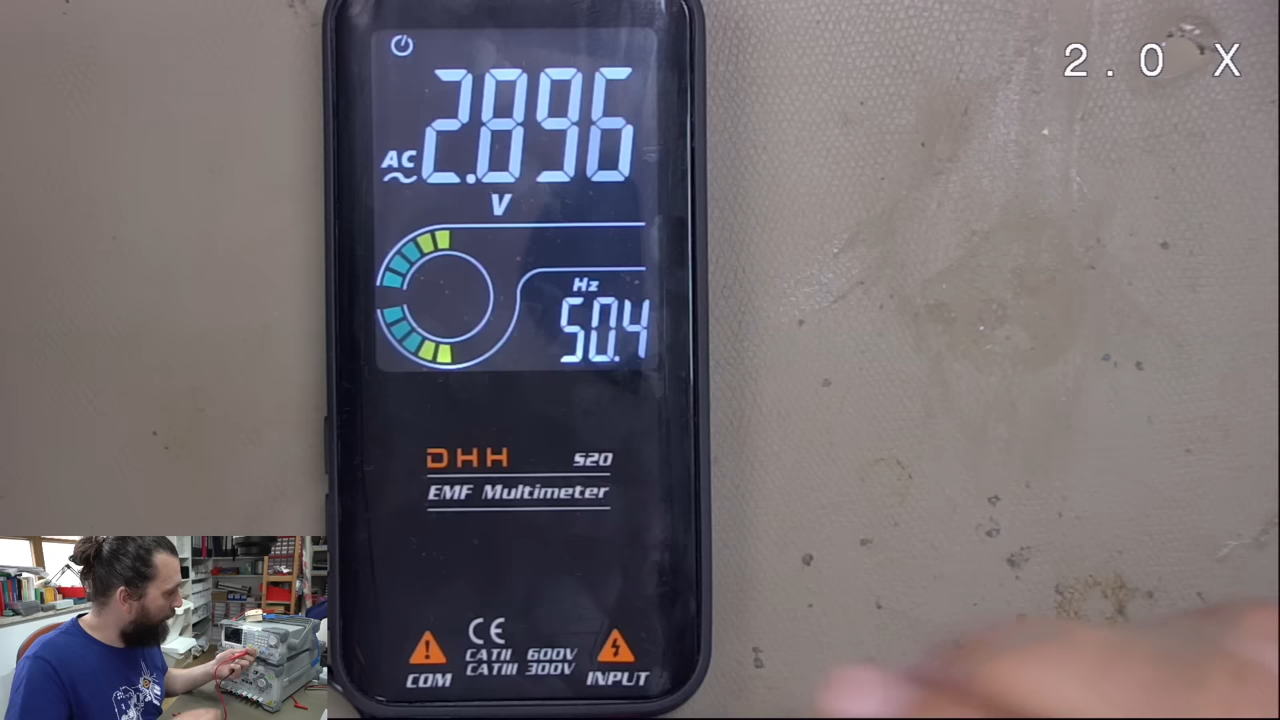 2.0 X
2.896
AC
V
Hz
50.4
DHH S20
EMF Multimeter
CE
CATII 600V
CATIII 300V
COM
INPUT